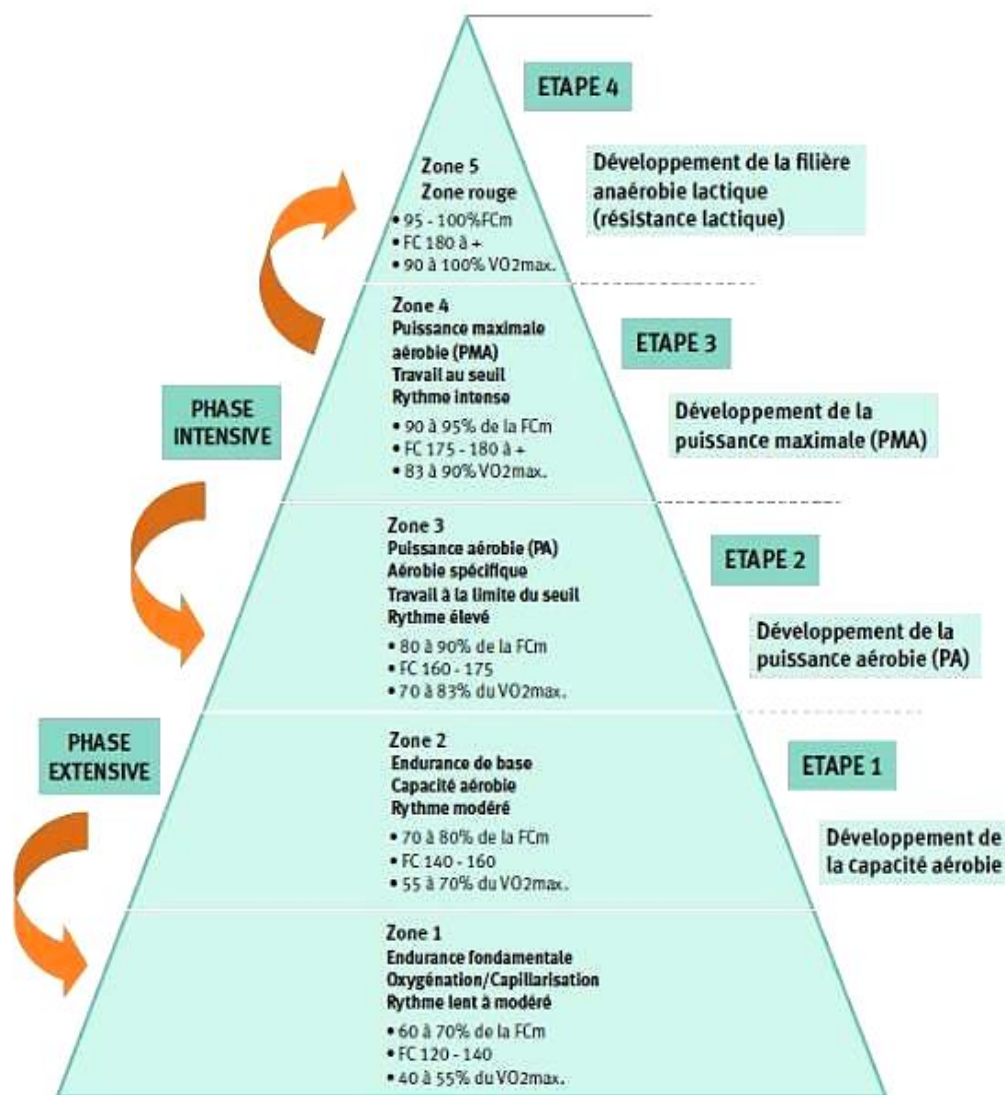 ETAPE 4
Zone 5
Zone rouge
• 95 - 100%FCm
• FC 180 à +
• 90 à 100% VO2max.
Développement de la filière
anaérobie lactique
(résistance lactique)
Zone 4
Puissance maximale
aérobie (PMA)
Travail au seuil
Rythme intense
• 90 à 95% de la FCm
• FC 175 - 180 à +
• 83 à 90% VO2max.
ETAPE 3
Développement de la
puissance maximale (PMA)
PHASE
INTENSIVE
Zone 3
Puissance aérobie (PA)
Aérobie spécifique
Travail à la limite du seuil
Rythme élevé
• 80 à 90% de la FCm
• FC 160 - 175
• 70 à 83% du VO2max.
ETAPE 2
Développement de la
puissance aérobie (PA)
PHASE
EXTENSIVE
Zone 2
Endurance de base
Capacité aérobie
Rythme modéré
• 70 à 80% de la FCm
• FC 140 - 160
• 55 à 70% du VO2max.
ETAPE 1
Développement de
la capacité aérobie
Zone 1
Endurance fondamentale
Oxygénation/Capillarisation
Rythme lent à modéré
• 60 à 70% de la FCm
• FC 120 - 140
• 40 à 55% du VO2max.